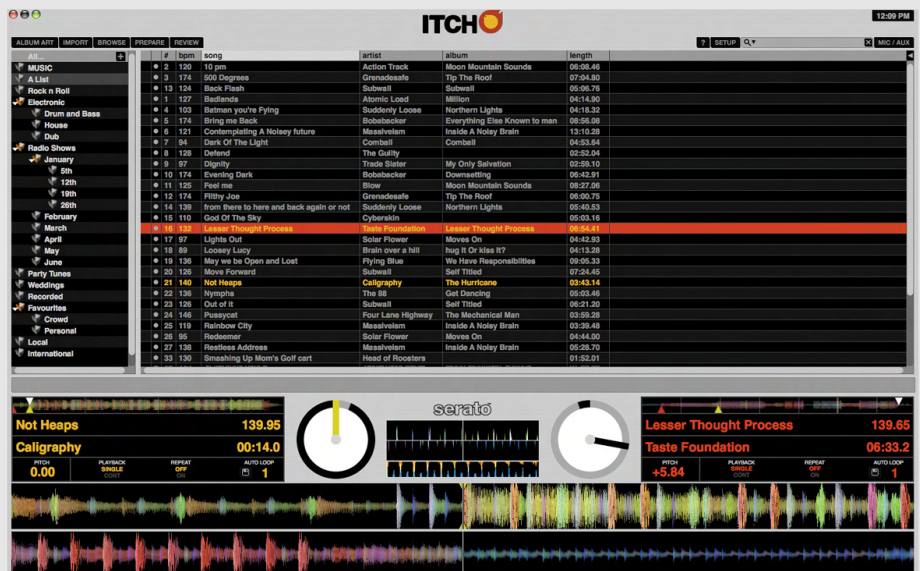 ITCH
12:09 PM
ALBUM ART IMPORT BROWSE PREPARE REVIEW ? SETUP MIC / AUX
All... + # bpm song artist album length
MUSIC
A List
Rock n Roll
Electronic
Drum and Bass
House
Dub
Radio Shows
January
5th
12th
19th
26th
February
March
April
May
June
Party Tunes
Weddings
Recorded
Favourites
Crowd
Personal
Local
International
2 120 10 pm Action Track Moon Mountain Sounds 06:08.46
3 174 500 Degrees Grenadesafe Tip The Roof 07:04.80
13 124 Back Flash Subwall Subwall 05:06.76
1 127 Badlands Atomic Load Million 04:14.90
4 103 Batman you're Fying Suddenly Loose Northern Lights 04:18.32
5 174 Bring me Back Bobabacker Everything Else Known to man 08:56.08
6 121 Contemplating A Noisey future Massiveism Inside A Noisy Brain 13:10.28
7 94 Dark Of The Light Comball Comball 04:53.64
8 128 Defend The Guilty 02:52.04
9 97 Dignity Trade Slater My Only Salvation 02:59.10
10 174 Evening Dark Bobabacker Downsetting 06:42.91
11 125 Feel me Blow Moon Mountain Sounds 08:27.06
12 174 Filthy Joe Grenadesafe Tip The Roof 06:00.75
14 139 from there to here and back again or not Suddenly Loose Northern Lights 05:40.53
15 110 God Of The Sky Cyberskin 05:03.16
16 132 Lesser Thought Process Taste Foundation Lesser Thought Process 06:54.41
17 97 Lights Out Solar Flower Moves On 04:42.93
18 89 Loosey Lucy Brain over a hill hug It Or kiss It? 04:13.28
19 136 May we be Open and Lost Flying Blue We Have Responsibilities 09:05.33
20 126 Move Forward Subwall Self Titled 07:24.45
21 140 Not Heaps Caligraphy The Hurricane 03:43.14
22 136 Nymphs The 88 Get Dancing 05:03.46
23 126 Out of it Subwall Self Titled 06:21.20
24 146 Pussycat Four Lane Highway The Mechanical Man 03:59.28
25 119 Rainbow City Massiveism Inside A Noisy Brain 03:39.48
26 95 Redeemer Solar Flower Moves On 04:44.00
27 138 Restless Address Massiveism Inside A Noisy Brain 05:28.70
33 130 Smashing Up Mom's Golf cart Head of Roosters 01:52.01
serato
Not Heaps 139.95
Caligraphy 00:14.0
PITCH PLAYBACK REPEAT AUTO LOOP
0.00 SINGLE OFF 1
CONT ON
Lesser Thought Process 139.65
Taste Foundation 06:33.2
PITCH PLAYBACK REPEAT AUTO LOOP
+5.84 SINGLE OFF 1
CONT ON